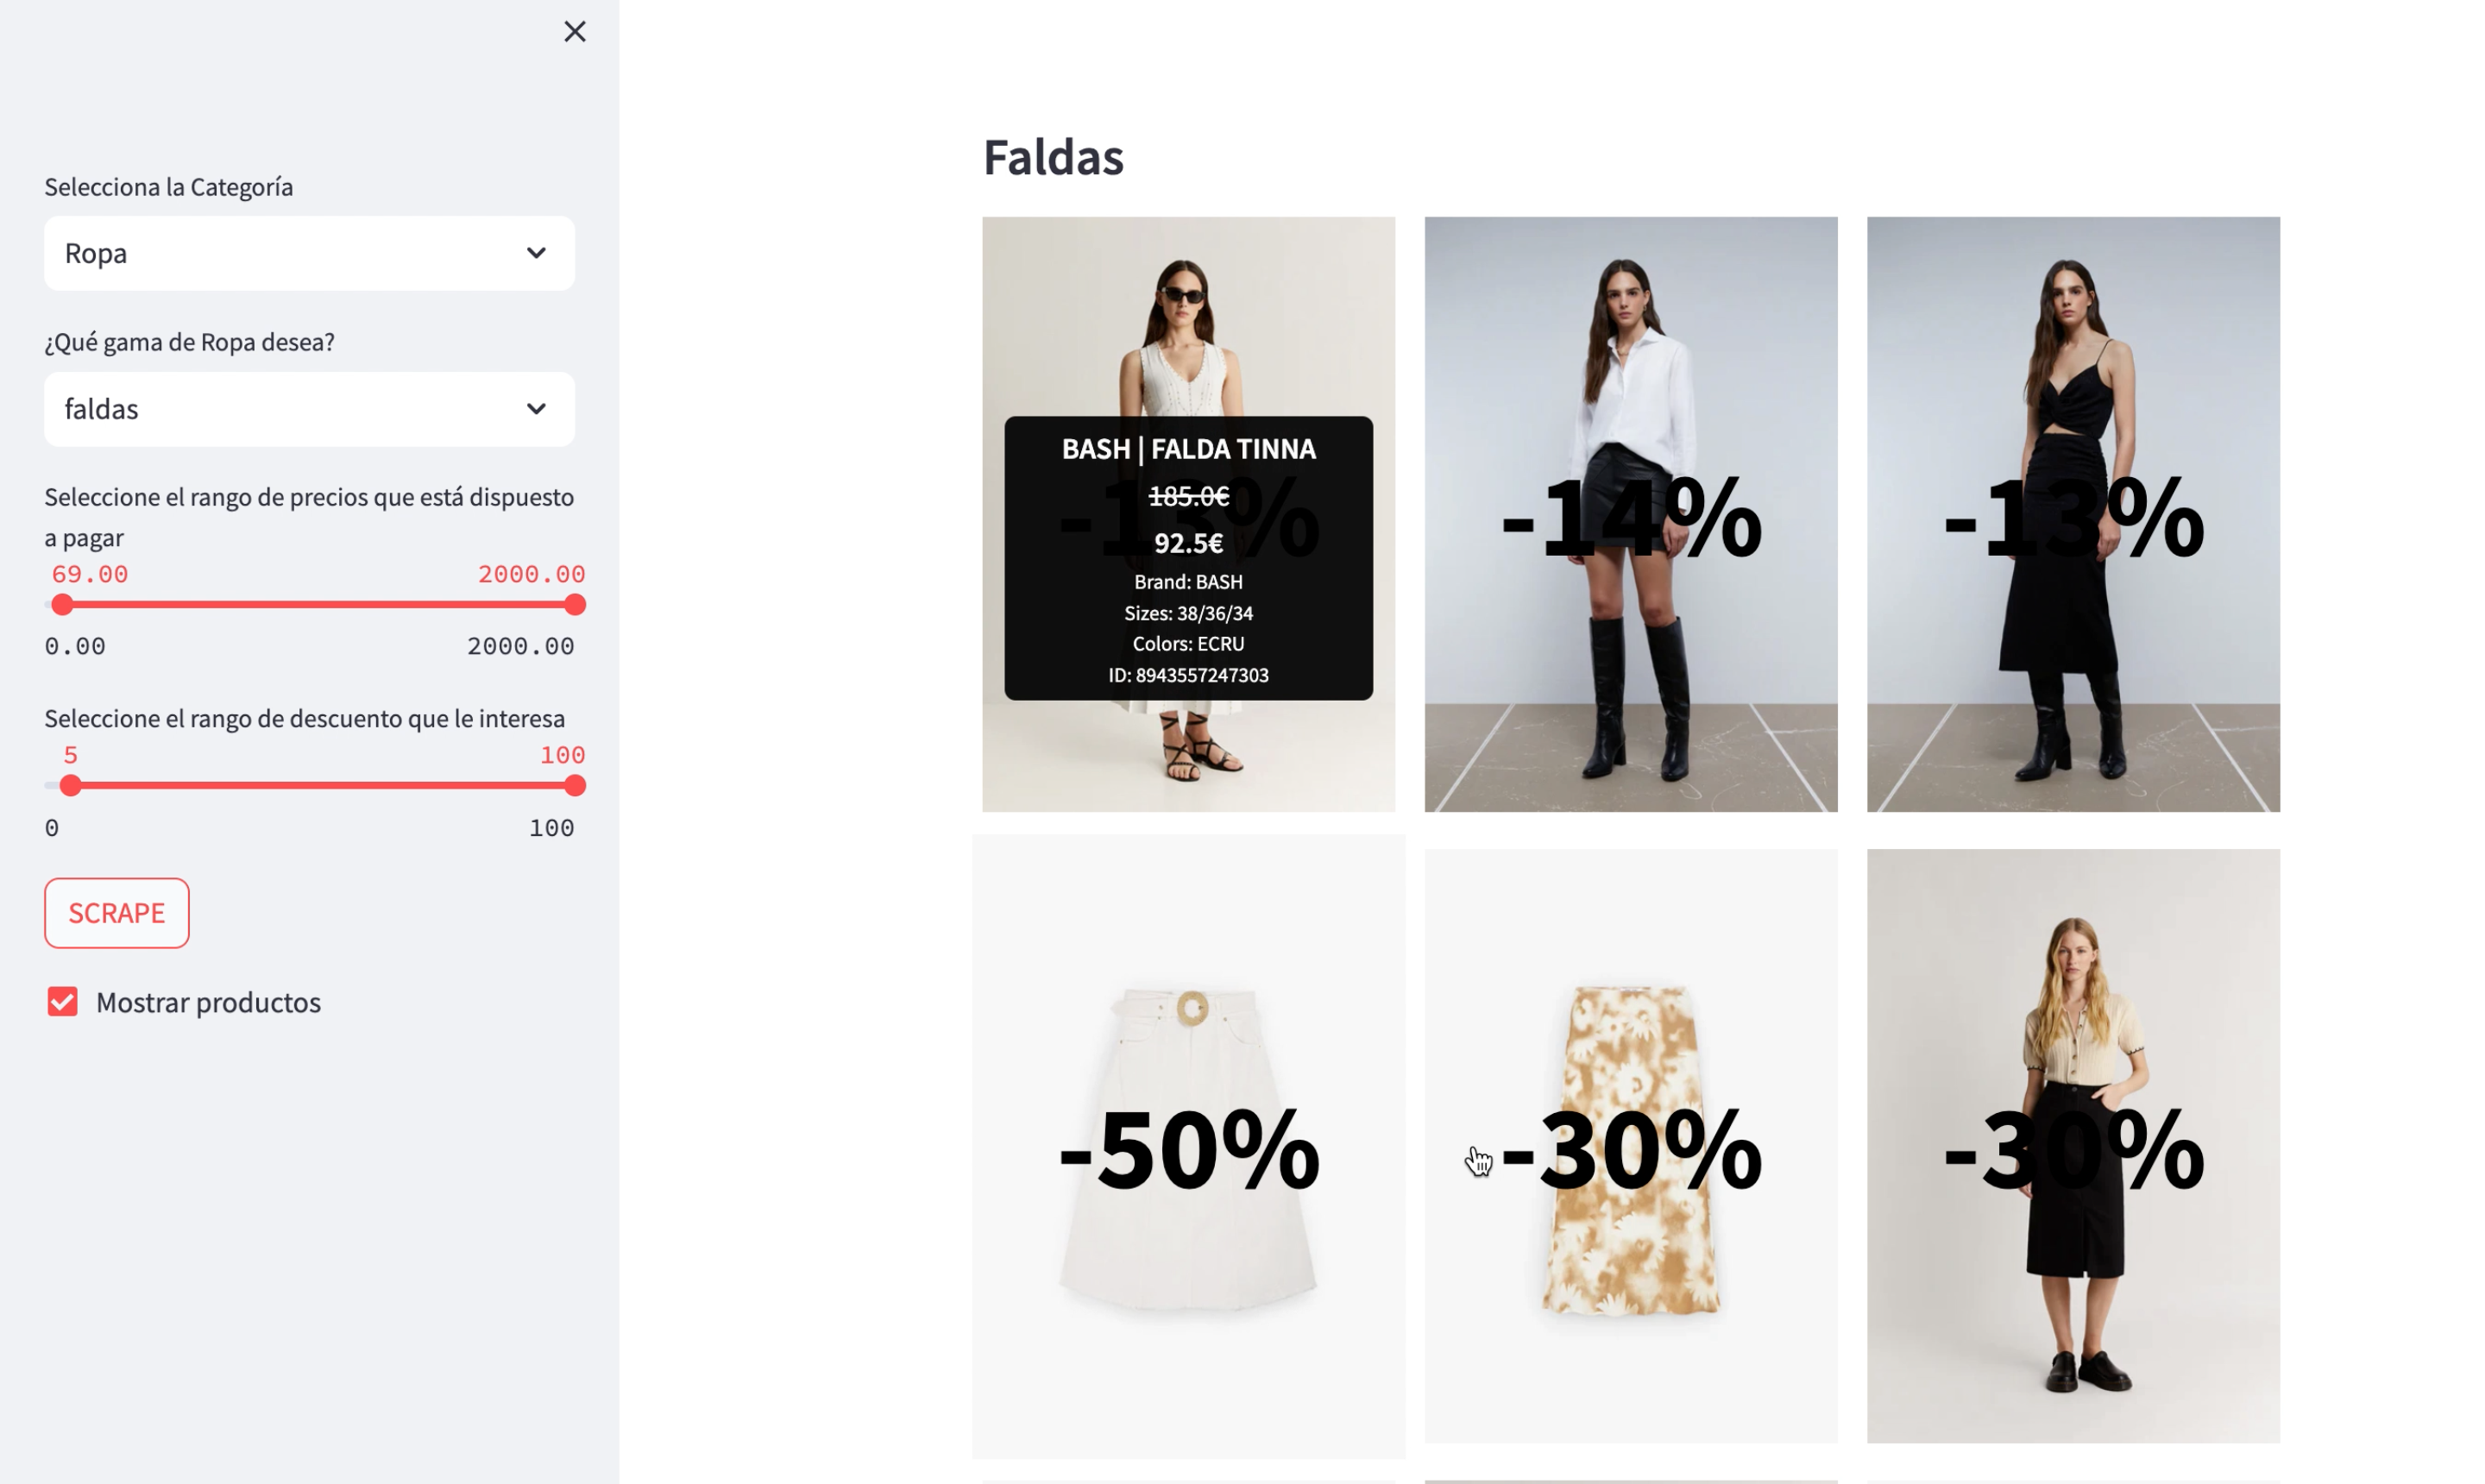 Selecciona la Categoría
Ropa
¿Qué gama de Ropa desea?
faldas
Seleccione el rango de precios que está dispuesto
a pagar
69.00 2000.00
0.00 2000.00
Seleccione el rango de descuento que le interesa
5 100
0 100
SCRAPE
Mostrar productos
Faldas
BASH | FALDA TINNA
185.0€
92.5€
Brand: BASH
Sizes: 38/36/34
Colors: ECRU
ID: 8943557247303
-13%
-14%
-13%
-50%
-30%
-30%